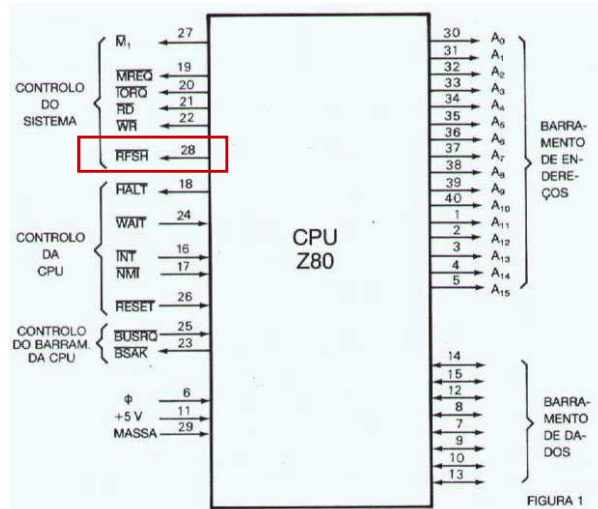 CONTROLO
DO
SISTEMA
M₁ 27
MREQ 19
IORQ 20
RD 21
WR 22
RFSH 28
CONTROLO
DA
CPU
HALT 18
WAIT 24
INT 16
NMI 17
RESET 26
CONTROLO
DO BARRAM.
DA CPU
BUSRQ 25
BSAK 23
Φ 6
+5 V 11
MASSA 29
CPU
Z80
30 A₀
31 A₁
32 A₂
33 A₃
34 A₄
35 A₅
36 A₆
37 A₇
38 A₈
39 A₉
40 A₁₀
1 A₁₁
2 A₁₂
3 A₁₃
4 A₁₄
5 A₁₅
BARRA-
MENTO
DE EN-
DERE-
ÇOS
14
15
12
8
7
9
10
13
BARRA-
MENTO
DE DA-
DOS
FIGURA 1